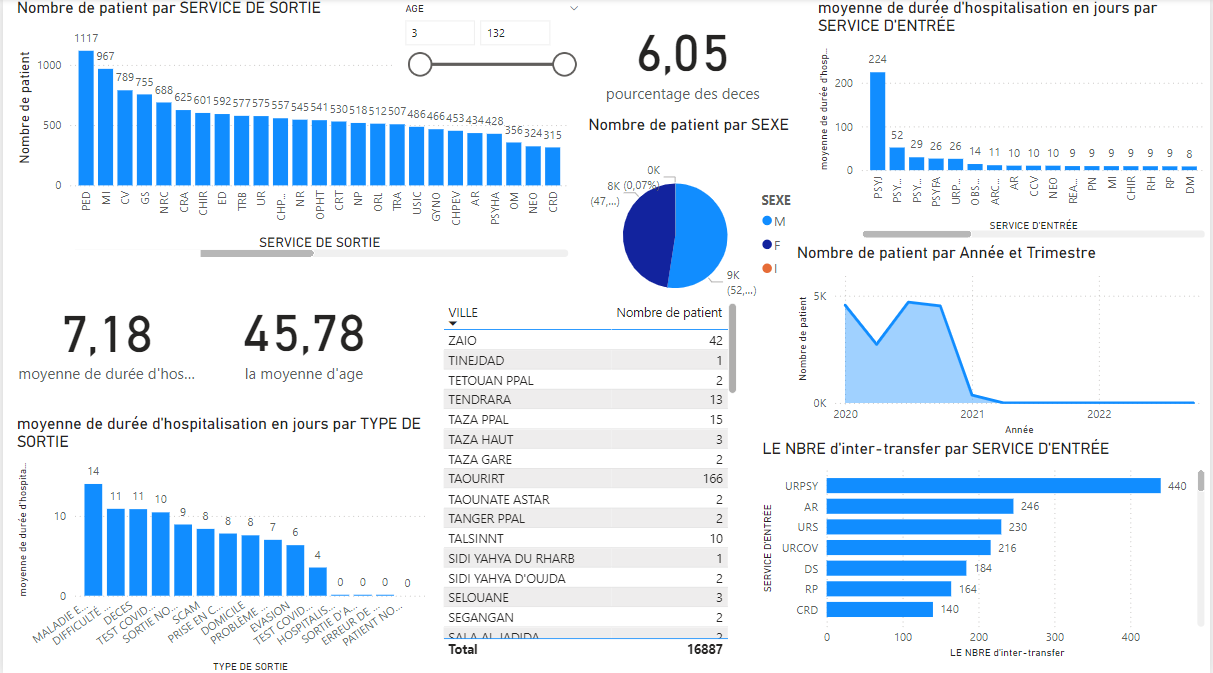 Nombre de patient par SERVICE DE SORTIE
Nombre de patient
1000
500
0
1117
967
789
755
688
625
601
592
577
575
557
545
541
530
518
512
507
486
466
453
434
428
356
324
315
PED
MI
CV
GS
NRC
CRA
CHIR
ED
TRB
UR
CHP...
NR
OPHT
CRT
NP
ORL
TRA
USIC
GYNO
CHPEV
AR
PSYHA
OM
NEO
CRD
SERVICE DE SORTIE
AGE
3
132
6,05
pourcentage des deces
Nombre de patient par SEXE
0K
(0,07%)
8K
(47,...)
9K
(52,...)
SEXE
M
F
I
moyenne de durée d'hospitalisation en jours par
SERVICE D'ENTRÉE
moyenne de durée d'hosp...
200
100
0
224
52
29
26
26
14
11
10
10
10
9
9
9
9
9
9
8
PSYJ
PSY...
PSY...
PSYFA
URP...
OBS...
ARC...
AR
CCV
NEO
REA...
PN
MI
CHIR
RH
RP
DM
SERVICE D'ENTRÉE
7,18
moyenne de durée d'hos...
45,78
la moyenne d'age
VILLE Nombre de patient
ZAIO 42
TINEJDAD 1
TETOUAN PPAL 2
TENDRARA 13
TAZA PPAL 15
TAZA HAUT 3
TAZA GARE 2
TAOURIRT 166
TAOUNATE ASTAR 2
TANGER PPAL 2
TALSINNT 10
SIDI YAHYA DU RHARB 1
SIDI YAHYA D'OUJDA 2
SELOUANE 3
SEGANGAN 2
SALA AL JADIDA 2
Total 16887
Nombre de patient par Année et Trimestre
Nombre de patient
5K
0K
2020
2021
2022
Année
moyenne de durée d'hospitalisation en jours par TYPE DE
SORTIE
moyenne de durée d'hospita...
10
0
14
11
11
10
9
8
8
8
7
6
4
0
0
0
0
MALADIE E...
DIFFICULTÉ ...
DECES
TEST COVID...
SORTIE NO...
SCAM
PRISE EN C...
DOMICILE
PROBLÈME ...
EVASION
TEST COVID...
HOSPITALIS...
SORTIE D'A...
ERREUR DE ...
PATIENT NO...
TYPE DE SORTIE
LE NBRE d'inter-transfer par SERVICE D'ENTRÉE
SERVICE D'ENTRÉE
URPSY 440
AR 246
URS 230
URCOV 216
DS 184
RP 164
CRD 140
0
100
200
300
400
LE NBRE d'inter-transfer